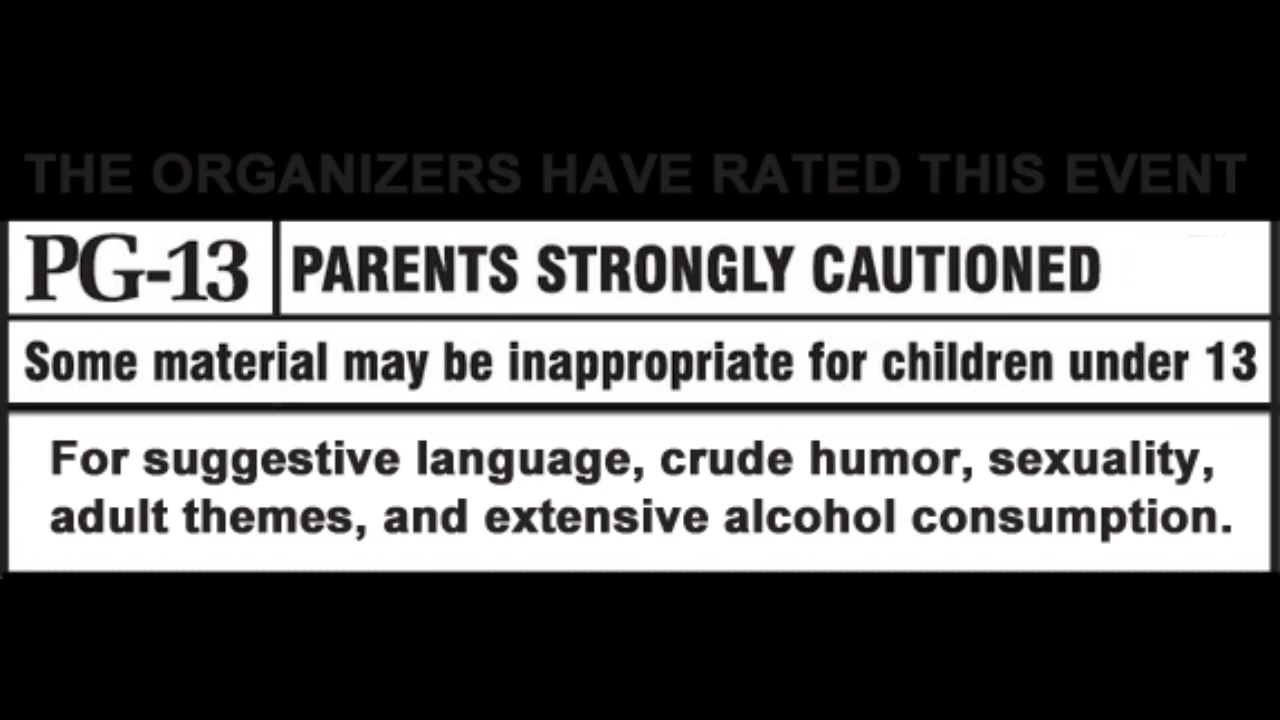 THE ORGANIZERS HAVE RATED THIS EVENT
PG-13 PARENTS STRONGLY CAUTIONED
Some material may be inappropriate for children under 13
For suggestive language, crude humor, sexuality,
adult themes, and extensive alcohol consumption.